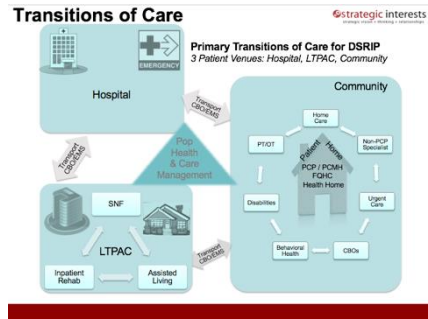 Transitions of Care
strategic interests
strategic vision • thinking • relationships
Primary Transitions of Care for DSRIP
3 Patient Venues: Hospital, LTPAC, Community
EMERGENCY
Hospital
Transport
CBO/EMS
Transport
CBO/EMS
Pop
Health
& Care
Management
Community
Home
Care
PT/OT
Non-PCP
Specialist
Patient Home
PCP / PCMH
FQHC
Health Home
Disabilities
Urgent
Care
Behavioral
Health
CBOs
SNF
LTPAC
Inpatient
Rehab
Assisted
Living
Transport
CBO/EMS